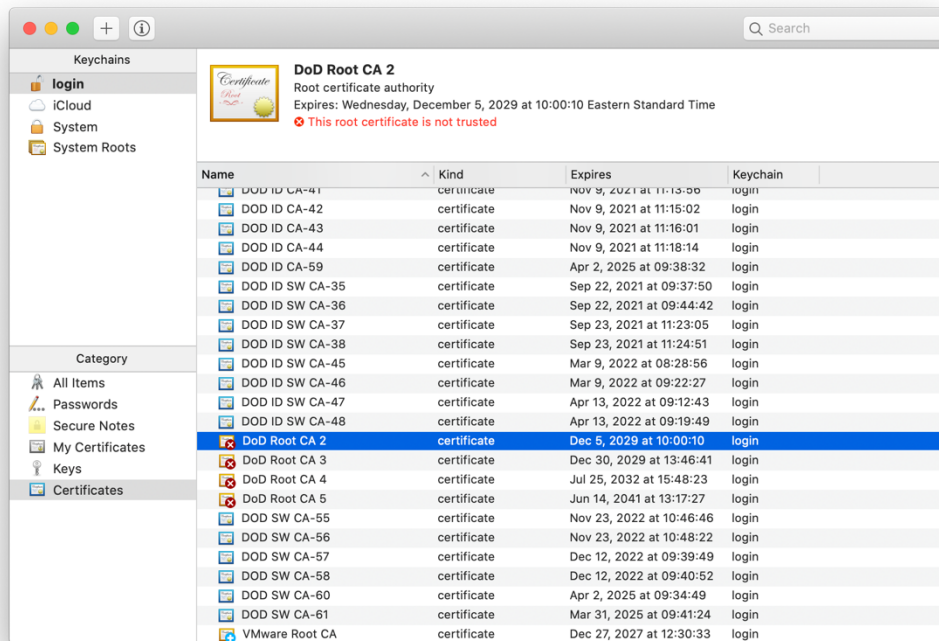 Search
Keychains
login
iCloud
System
System Roots
Certificate
Root
DoD Root CA 2
Root certificate authority
Expires: Wednesday, December 5, 2029 at 10:00:10 Eastern Standard Time
This root certificate is not trusted
Name Kind Expires Keychain
DOD ID CA-41 certificate Nov 9, 2021 at 11:13:56 login
DOD ID CA-42 certificate Nov 9, 2021 at 11:15:02 login
DOD ID CA-43 certificate Nov 9, 2021 at 11:16:01 login
DOD ID CA-44 certificate Nov 9, 2021 at 11:18:14 login
DOD ID CA-59 certificate Apr 2, 2025 at 09:38:32 login
DOD ID SW CA-35 certificate Sep 22, 2021 at 09:37:50 login
DOD ID SW CA-36 certificate Sep 22, 2021 at 09:44:42 login
DOD ID SW CA-37 certificate Sep 23, 2021 at 11:23:05 login
DOD ID SW CA-38 certificate Sep 23, 2021 at 11:24:51 login
DOD ID SW CA-45 certificate Mar 9, 2022 at 08:28:56 login
DOD ID SW CA-46 certificate Mar 9, 2022 at 09:22:27 login
DOD ID SW CA-47 certificate Apr 13, 2022 at 09:12:43 login
DOD ID SW CA-48 certificate Apr 13, 2022 at 09:19:49 login
DoD Root CA 2 certificate Dec 5, 2029 at 10:00:10 login
DoD Root CA 3 certificate Dec 30, 2029 at 13:46:41 login
DoD Root CA 4 certificate Jul 25, 2032 at 15:48:23 login
DoD Root CA 5 certificate Jun 14, 2041 at 13:17:27 login
DOD SW CA-55 certificate Nov 23, 2022 at 10:46:46 login
DOD SW CA-56 certificate Nov 23, 2022 at 10:48:22 login
DOD SW CA-57 certificate Dec 12, 2022 at 09:39:49 login
DOD SW CA-58 certificate Dec 12, 2022 at 09:40:52 login
DOD SW CA-60 certificate Apr 2, 2025 at 09:34:49 login
DOD SW CA-61 certificate Mar 31, 2025 at 09:41:24 login
VMware Root CA certificate Dec 27, 2027 at 12:30:33 login
Category
All Items
Passwords
Secure Notes
My Certificates
Keys
Certificates